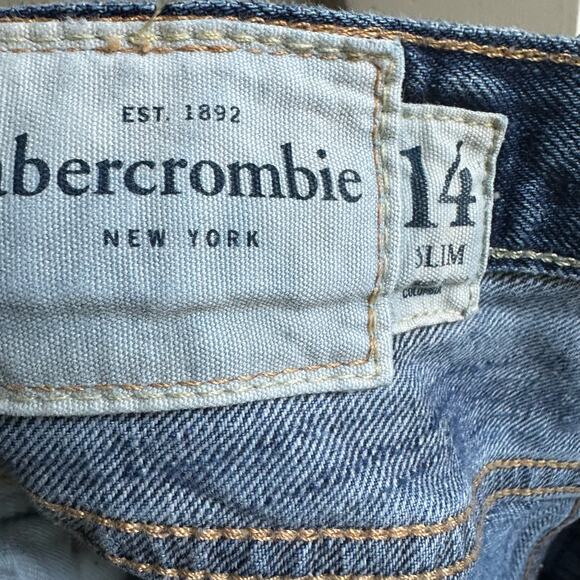 EST. 1892
abercrombie
NEW YORK
14
SLIM
COLOMBIA